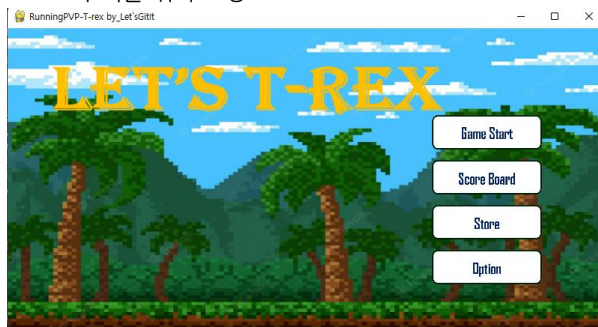 RunningPVP-T-rex by_Let`sGitIt
LET'S T-REX
Game Start
Score Board
Store
Option